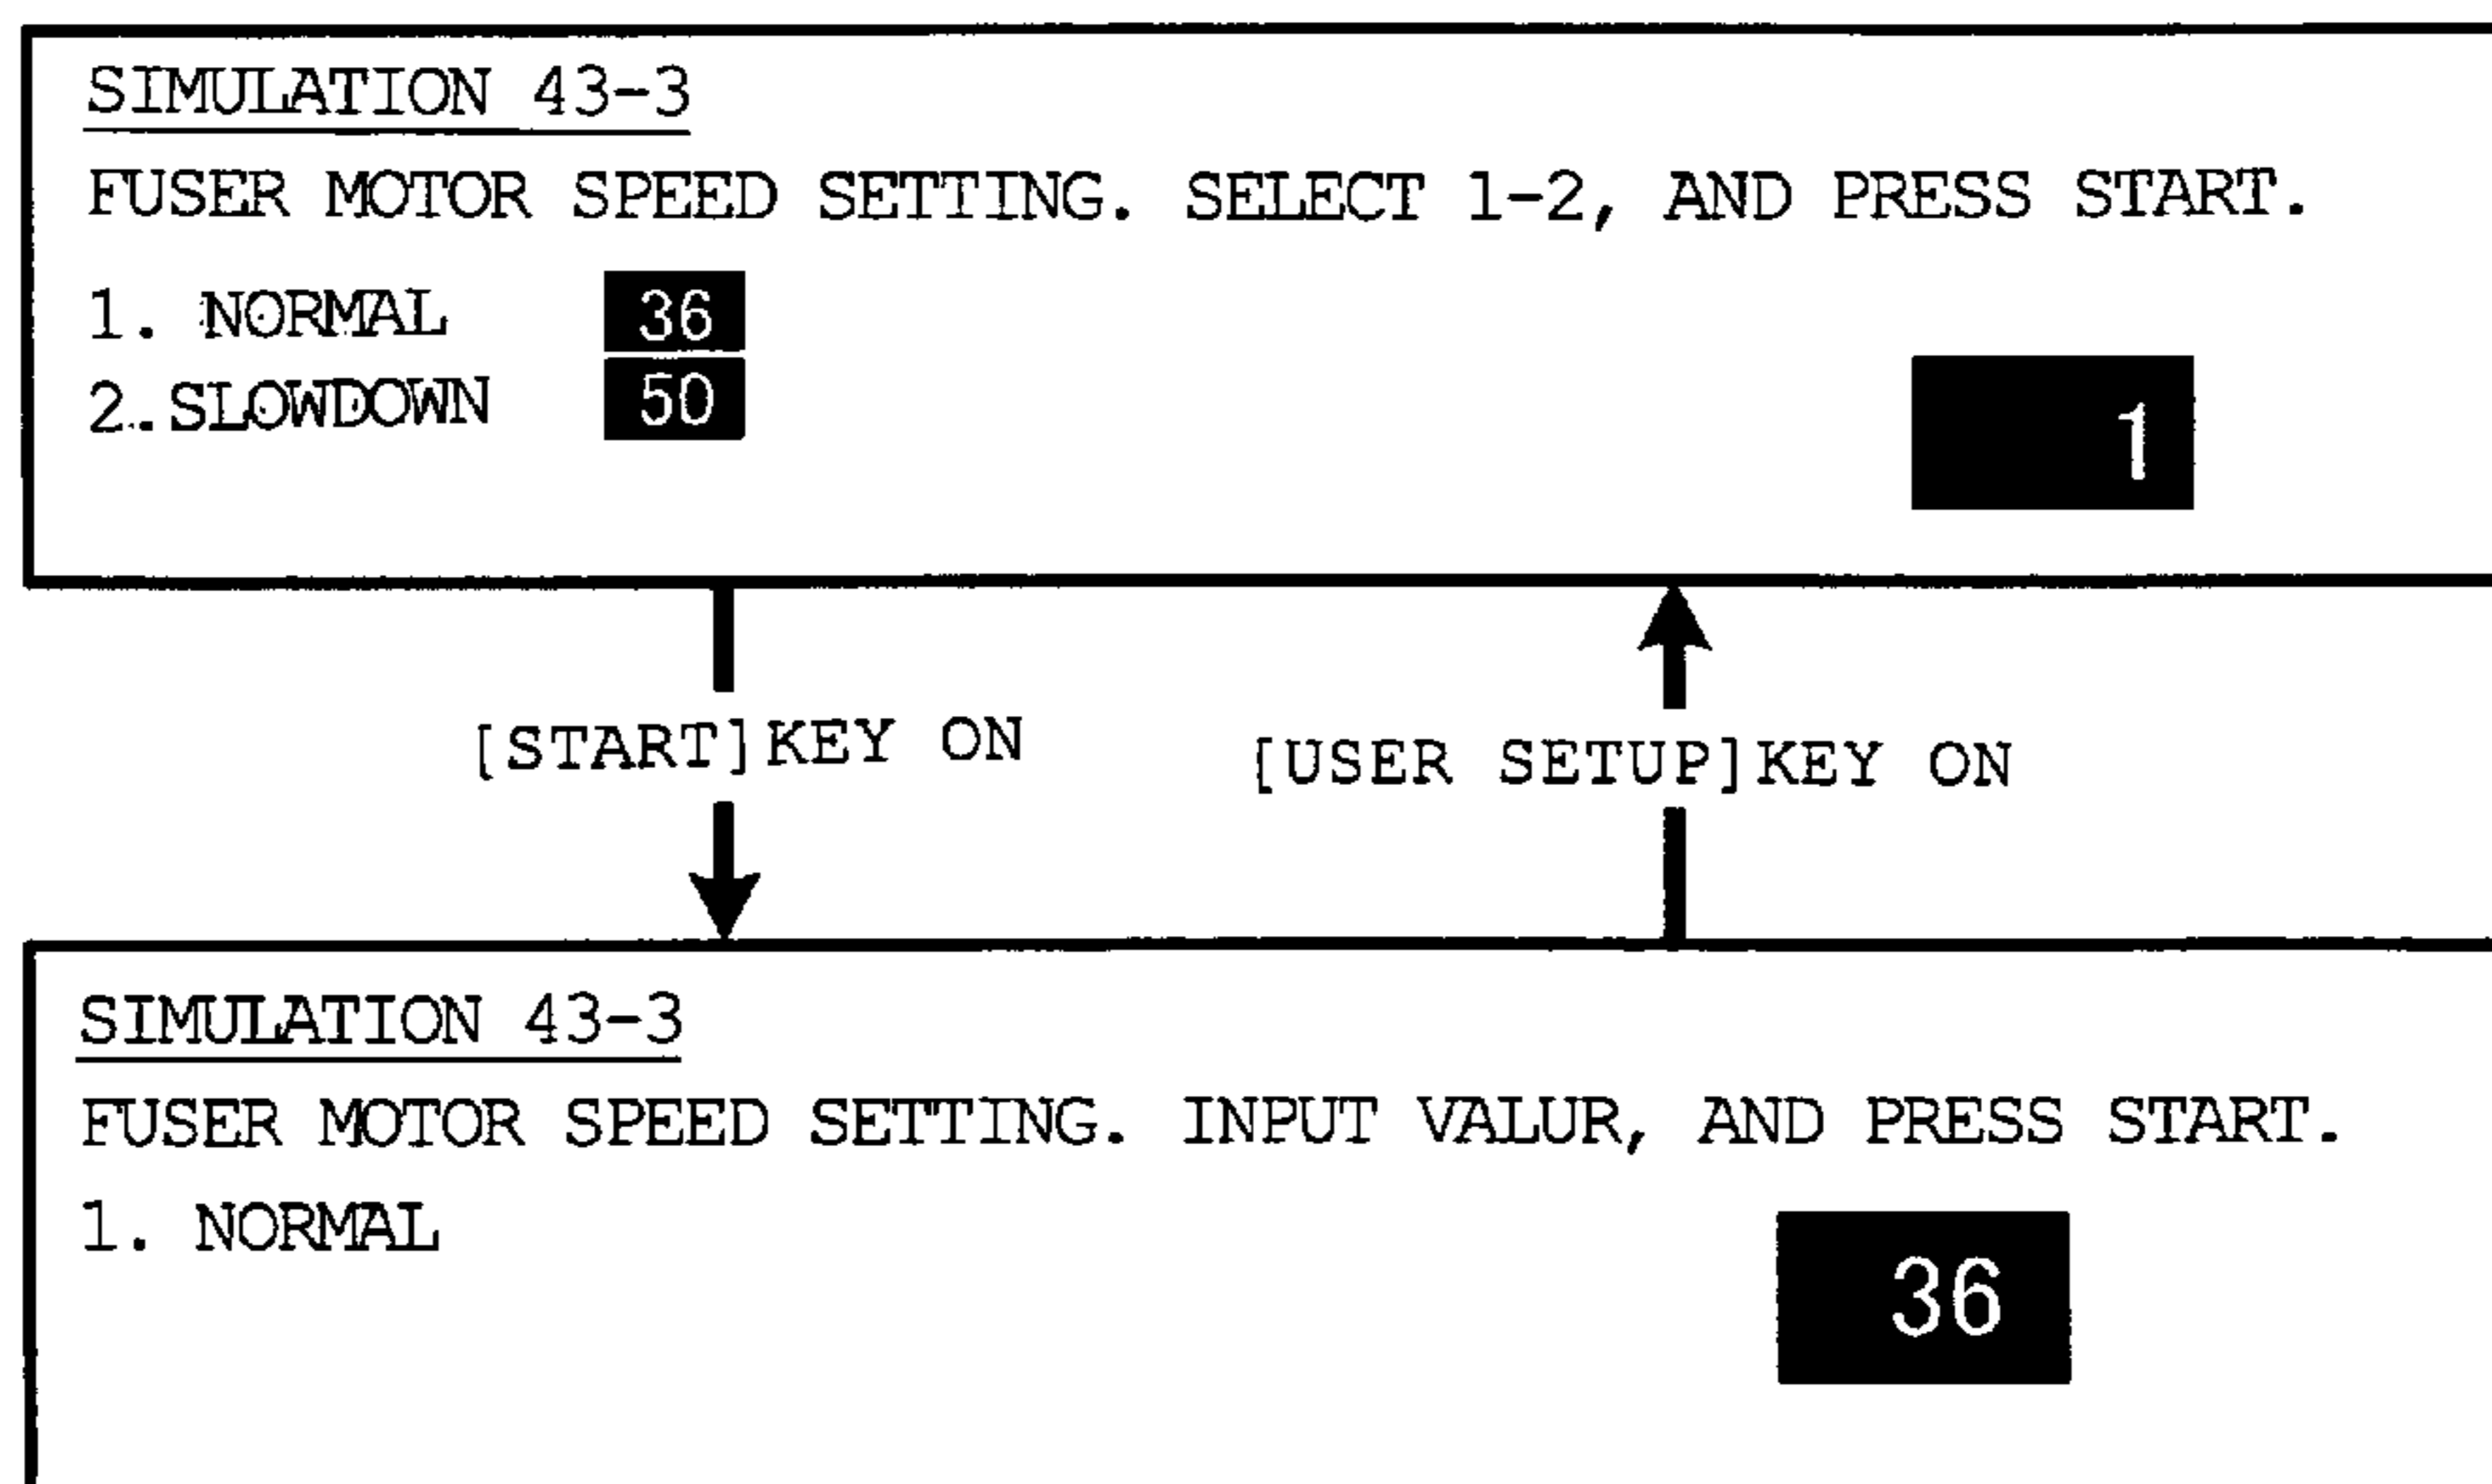 SIMULATION 43-3
FUSER MOTOR SPEED SETTING. SELECT 1-2, AND PRESS START.
1. NORMAL 36
2. SLOWDOWN 50
1
[START]KEY ON [USER SETUP]KEY ON
SIMULATION 43-3
FUSER MOTOR SPEED SETTING. INPUT VALUR, AND PRESS START.
1. NORMAL
36